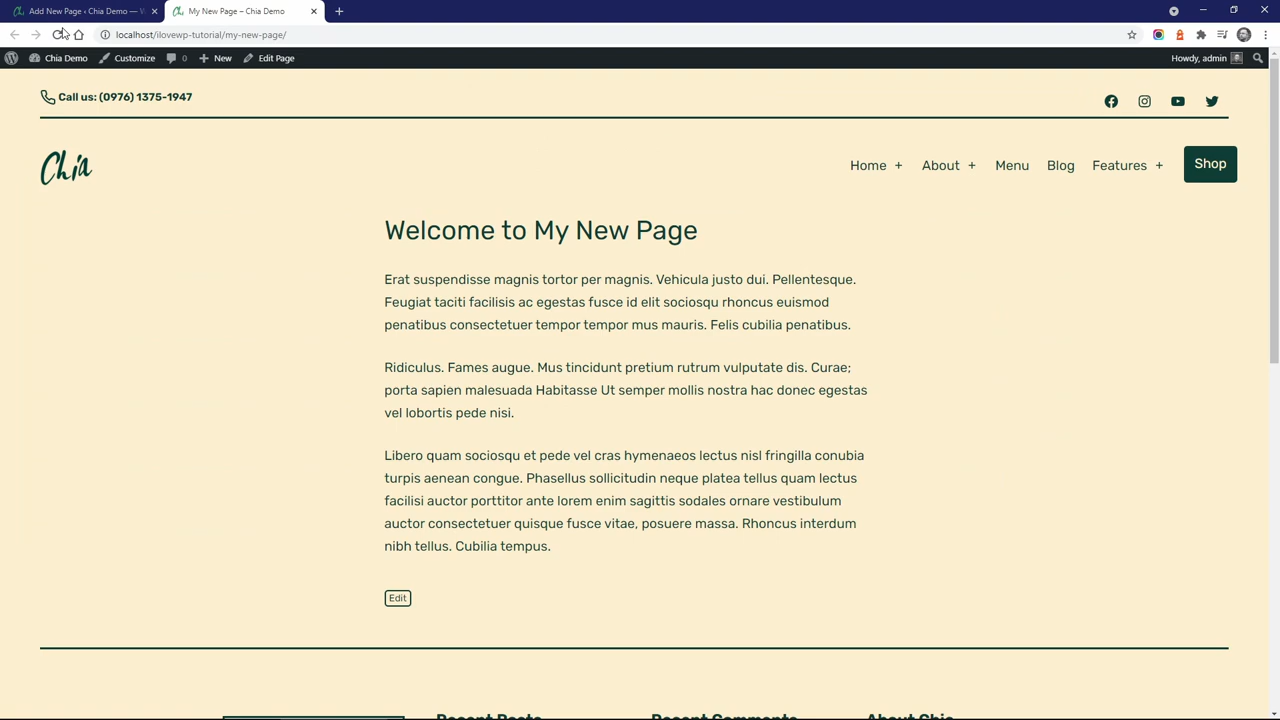 Add New Page ‹ Chia Demo — W
My New Page – Chia Demo
localhost/ilovewp-tutorial/my-new-page/
Chia Demo
Customize
0
New
Edit Page
Howdy, admin
Call us: (0976) 1375-1947
Chia
Home +
About +
Menu
Blog
Features +
Shop
Welcome to My New Page
Erat suspendisse magnis tortor per magnis. Vehicula justo dui. Pellentesque.
Feugiat taciti facilisis ac egestas fusce id elit sociosqu rhoncus euismod
penatibus consectetuer tempor tempor mus mauris. Felis cubilia penatibus.
Ridiculus. Fames augue. Mus tincidunt pretium rutrum vulputate dis. Curae;
porta sapien malesuada Habitasse Ut semper mollis nostra hac donec egestas
vel lobortis pede nisi.
Libero quam sociosqu et pede vel cras hymenaeos lectus nisl fringilla conubia
turpis aenean congue. Phasellus sollicitudin neque platea tellus quam lectus
facilisi auctor porttitor ante lorem enim sagittis sodales ornare vestibulum
auctor consectetuer quisque fusce vitae, posuere massa. Rhoncus interdum
nibh tellus. Cubilia tempus.
Edit
Recent Posts
Recent Comments
About Chia